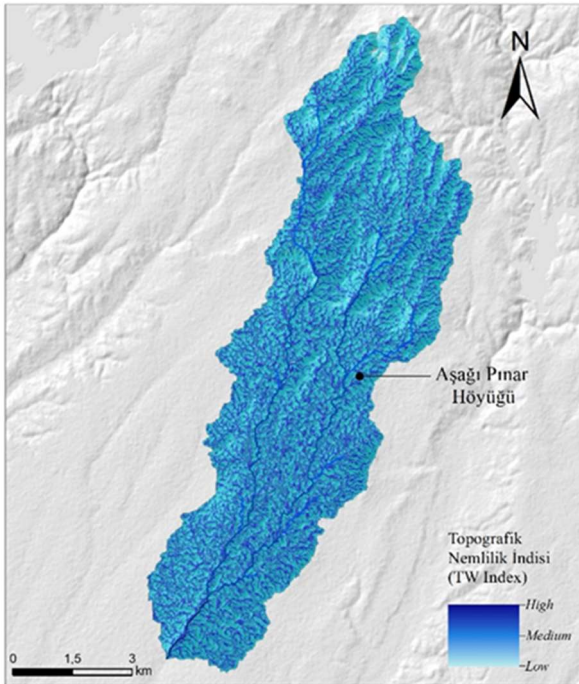 N
Aşağı Pınar
Höyüğü
Topografik
Nemlilik İndisi
(TW Index)
High
Medium
Low
0 1,5 3
km